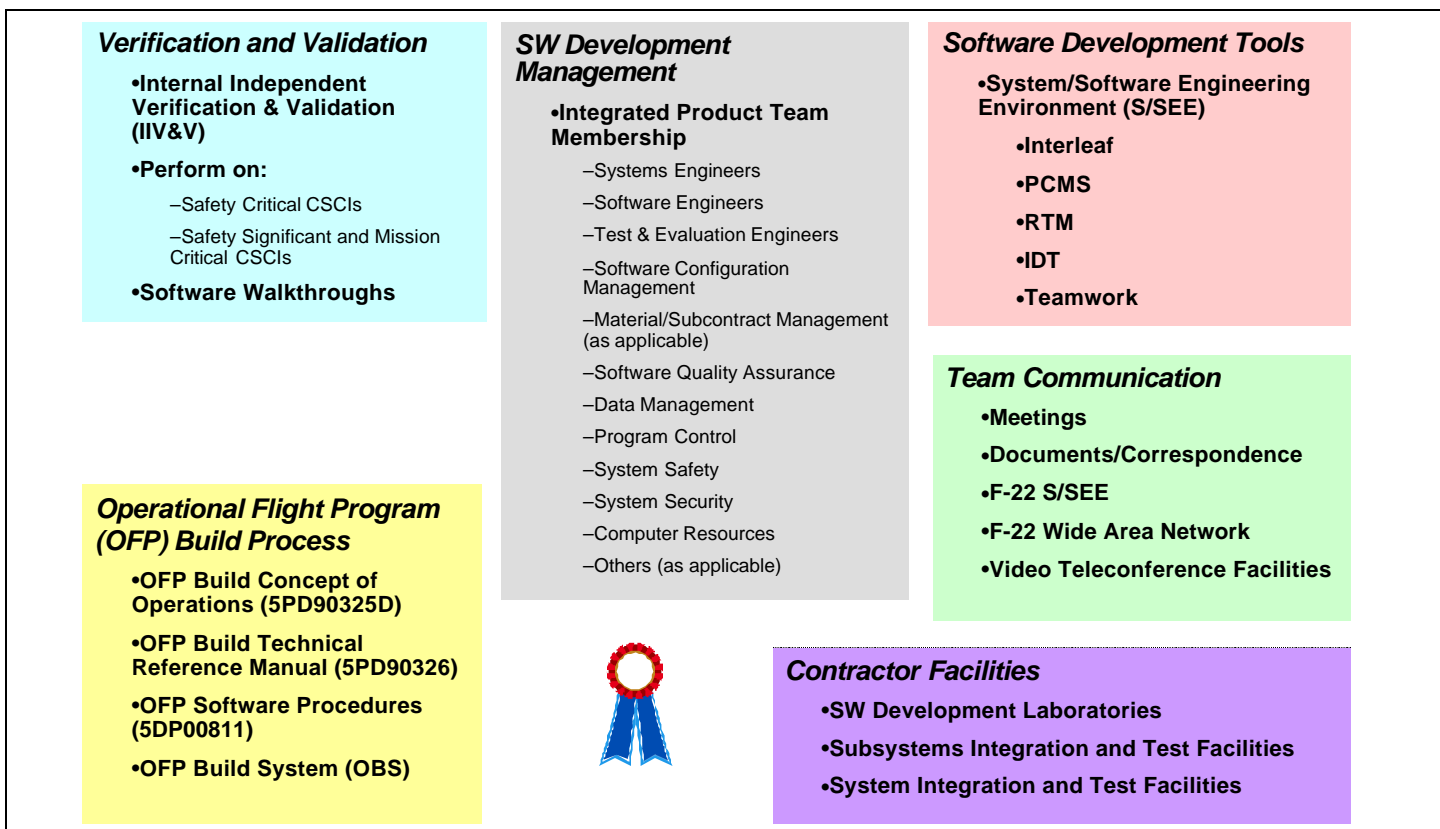 Verification and Validation
•Internal Independent
Verification & Validation
(IIV&V)
•Perform on:
–Safety Critical CSCIs
–Safety Significant and Mission
Critical CSCIs
•Software Walkthroughs
Operational Flight Program
(OFP) Build Process
•OFP Build Concept of
Operations (5PD90325D)
•OFP Build Technical
Reference Manual (5PD90326)
•OFP Software Procedures
(5DP00811)
•OFP Build System (OBS)
SW Development
Management
•Integrated Product Team
Membership
–Systems Engineers
–Software Engineers
–Test & Evaluation Engineers
–Software Configuration
Management
–Material/Subcontract Management
(as applicable)
–Software Quality Assurance
–Data Management
–Program Control
–System Safety
–System Security
–Computer Resources
–Others (as applicable)
Software Development Tools
•System/Software Engineering
Environment (S/SEE)
•Interleaf
•PCMS
•RTM
•IDT
•Teamwork
Team Communication
•Meetings
•Documents/Correspondence
•F-22 S/SEE
•F-22 Wide Area Network
•Video Teleconference Facilities
Contractor Facilities
•SW Development Laboratories
•Subsystems Integration and Test Facilities
•System Integration and Test Facilities